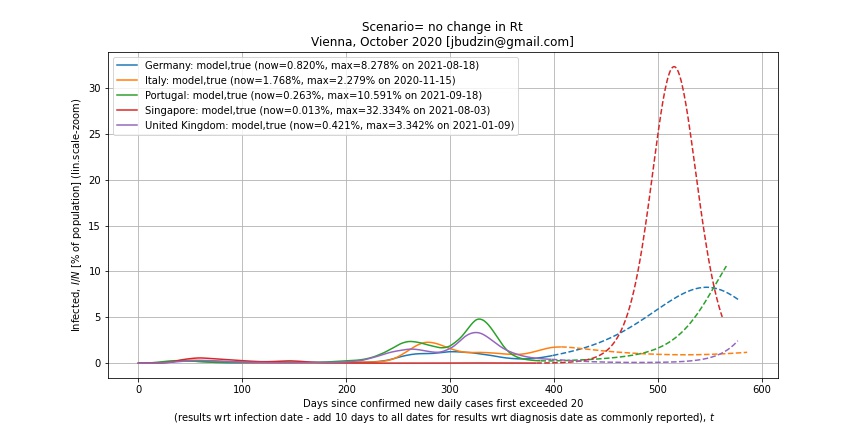 Scenario= no change in Rt
Vienna, October 2020 [jbudzin@gmail.com]
Germany: model,true (now=0.820%, max=8.278% on 2021-08-18)
Italy: model,true (now=1.768%, max=2.279% on 2020-11-15)
Portugal: model,true (now=0.263%, max=10.591% on 2021-09-18)
Singapore: model,true (now=0.013%, max=32.334% on 2021-08-03)
United Kingdom: model,true (now=0.421%, max=3.342% on 2021-01-09)
Infected, I/N [% of population] (lin.scale-zoom)
30
25
20
15
10
5
0
0 100 200 300 400 500 600
Days since confirmed new daily cases first exceeded 20
(results wrt infection date - add 10 days to all dates for results wrt diagnosis date as commonly reported), t